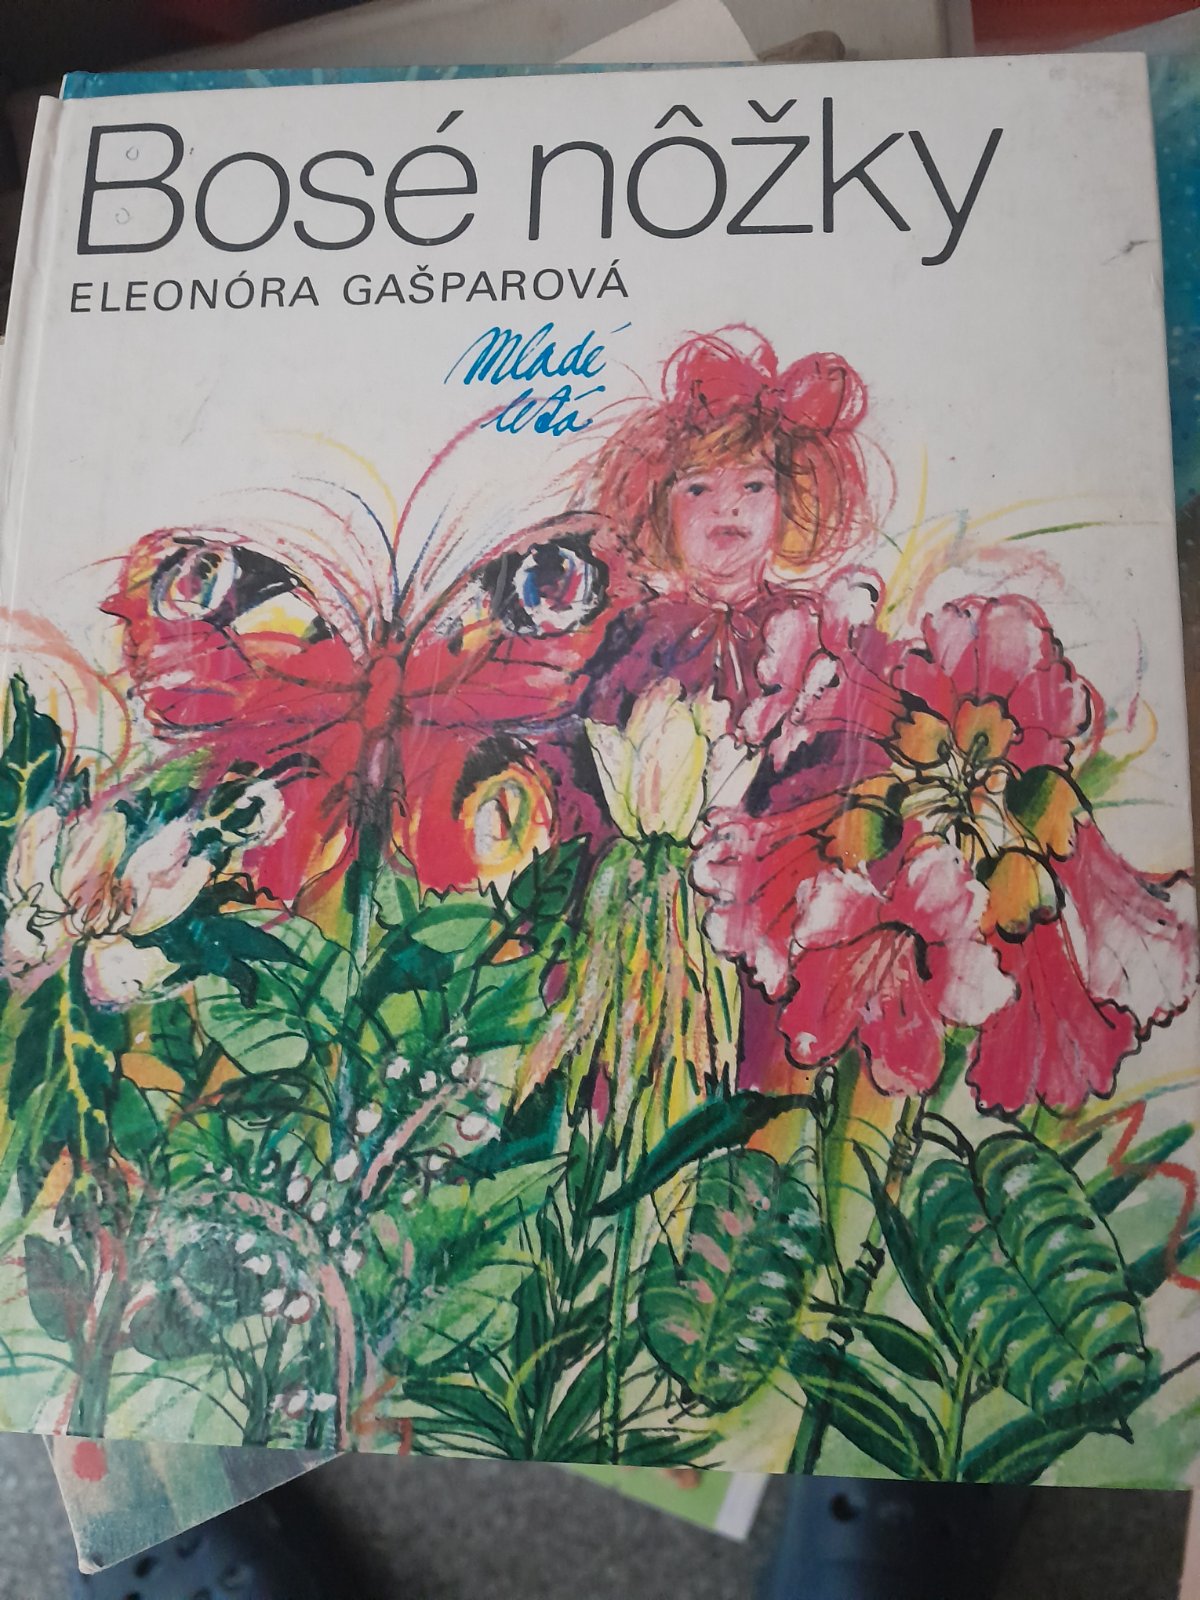 Bosé nôžky
ELEONÓRA GAŠPAROVÁ
Mladé
letá